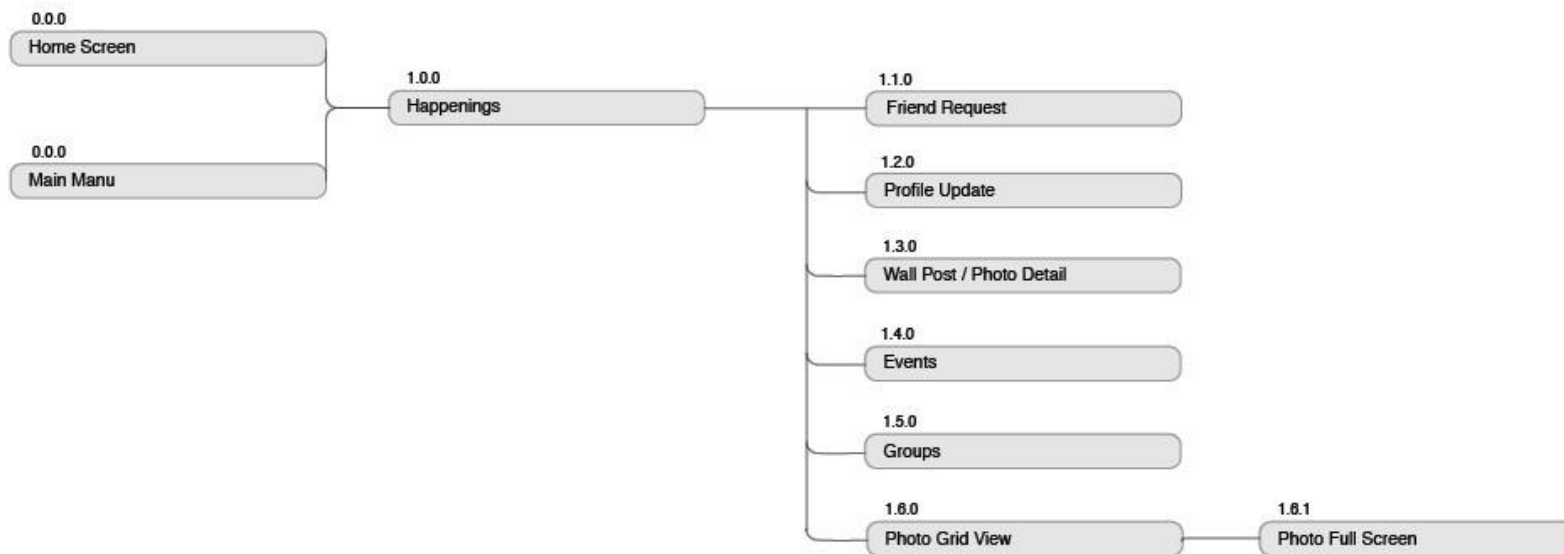 0.0.0
Home Screen
0.0.0
Main Manu
1.0.0
Happenings
1.1.0
Friend Request
1.2.0
Profile Update
1.3.0
Wall Post / Photo Detail
1.4.0
Events
1.5.0
Groups
1.6.0
Photo Grid View
1.6.1
Photo Full Screen